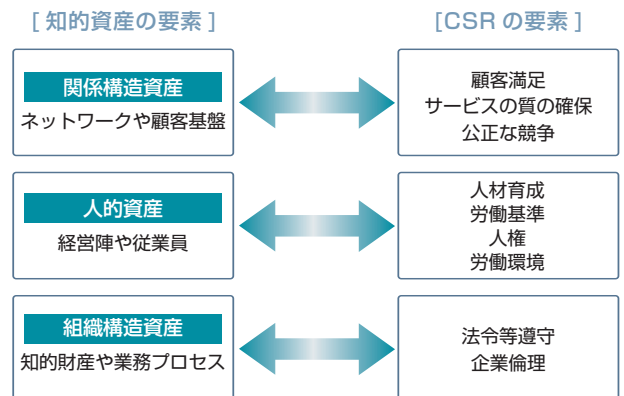 [ 知的資産の要素 ]
[CSR の要素 ]
関係構造資産
ネットワークや顧客基盤
顧客満足
サービスの質の確保
公正な競争
人的資産
経営陣や従業員
人材育成
労働基準
人権
労働環境
組織構造資産
知的財産や業務プロセス
法令等遵守
企業倫理